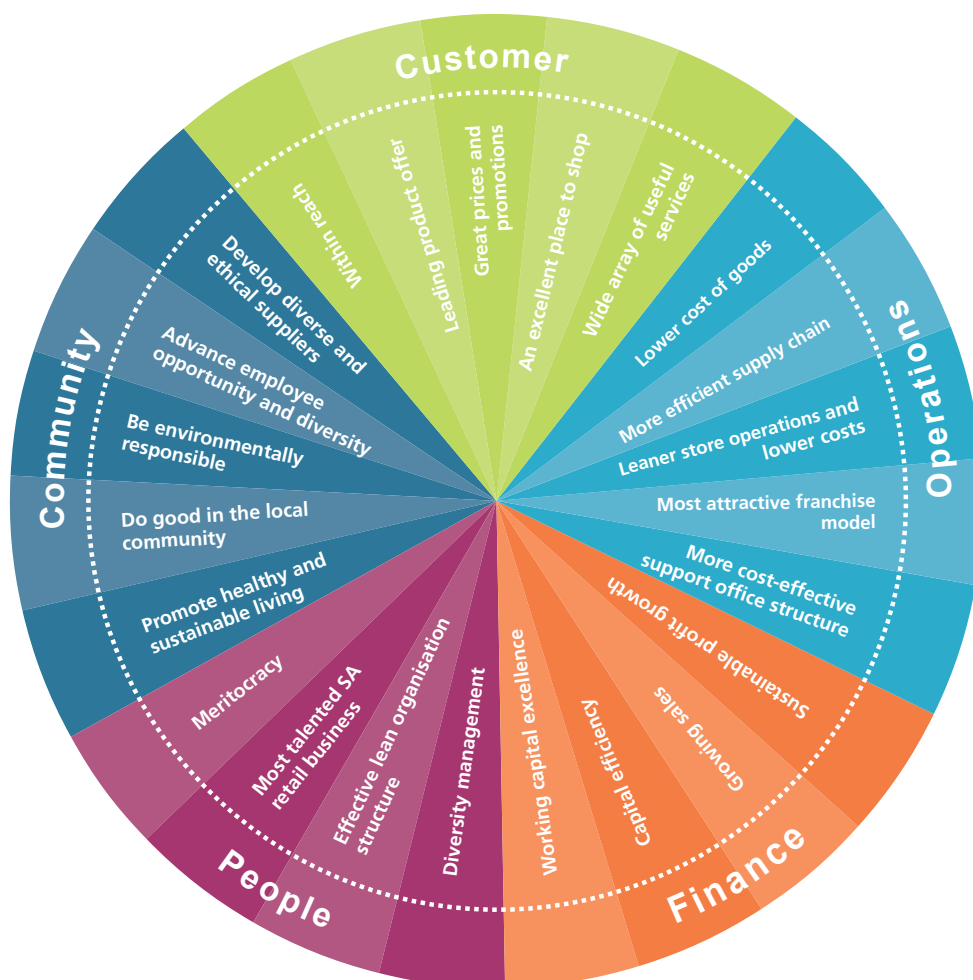 Customer
Within reach
Leading product offer
Great prices and
promotions
An excellent place to shop
Wide array of useful
services
Operations
Lower cost of goods
More efficient supply chain
Leaner store operations and
lower costs
Most attractive franchise
model
More cost-effective
support office structure
Finance
Sustainable profit growth
Growing sales
Capital efficiency
Working capital excellence
People
Diversity management
Effective lean organisation
structure
Most talented SA
retail business
Meritocracy
Community
Promote healthy and
sustainable living
Do good in the local
community
Be environmentally
responsible
Advance employee
opportunity and diversity
Develop diverse and
ethical suppliers